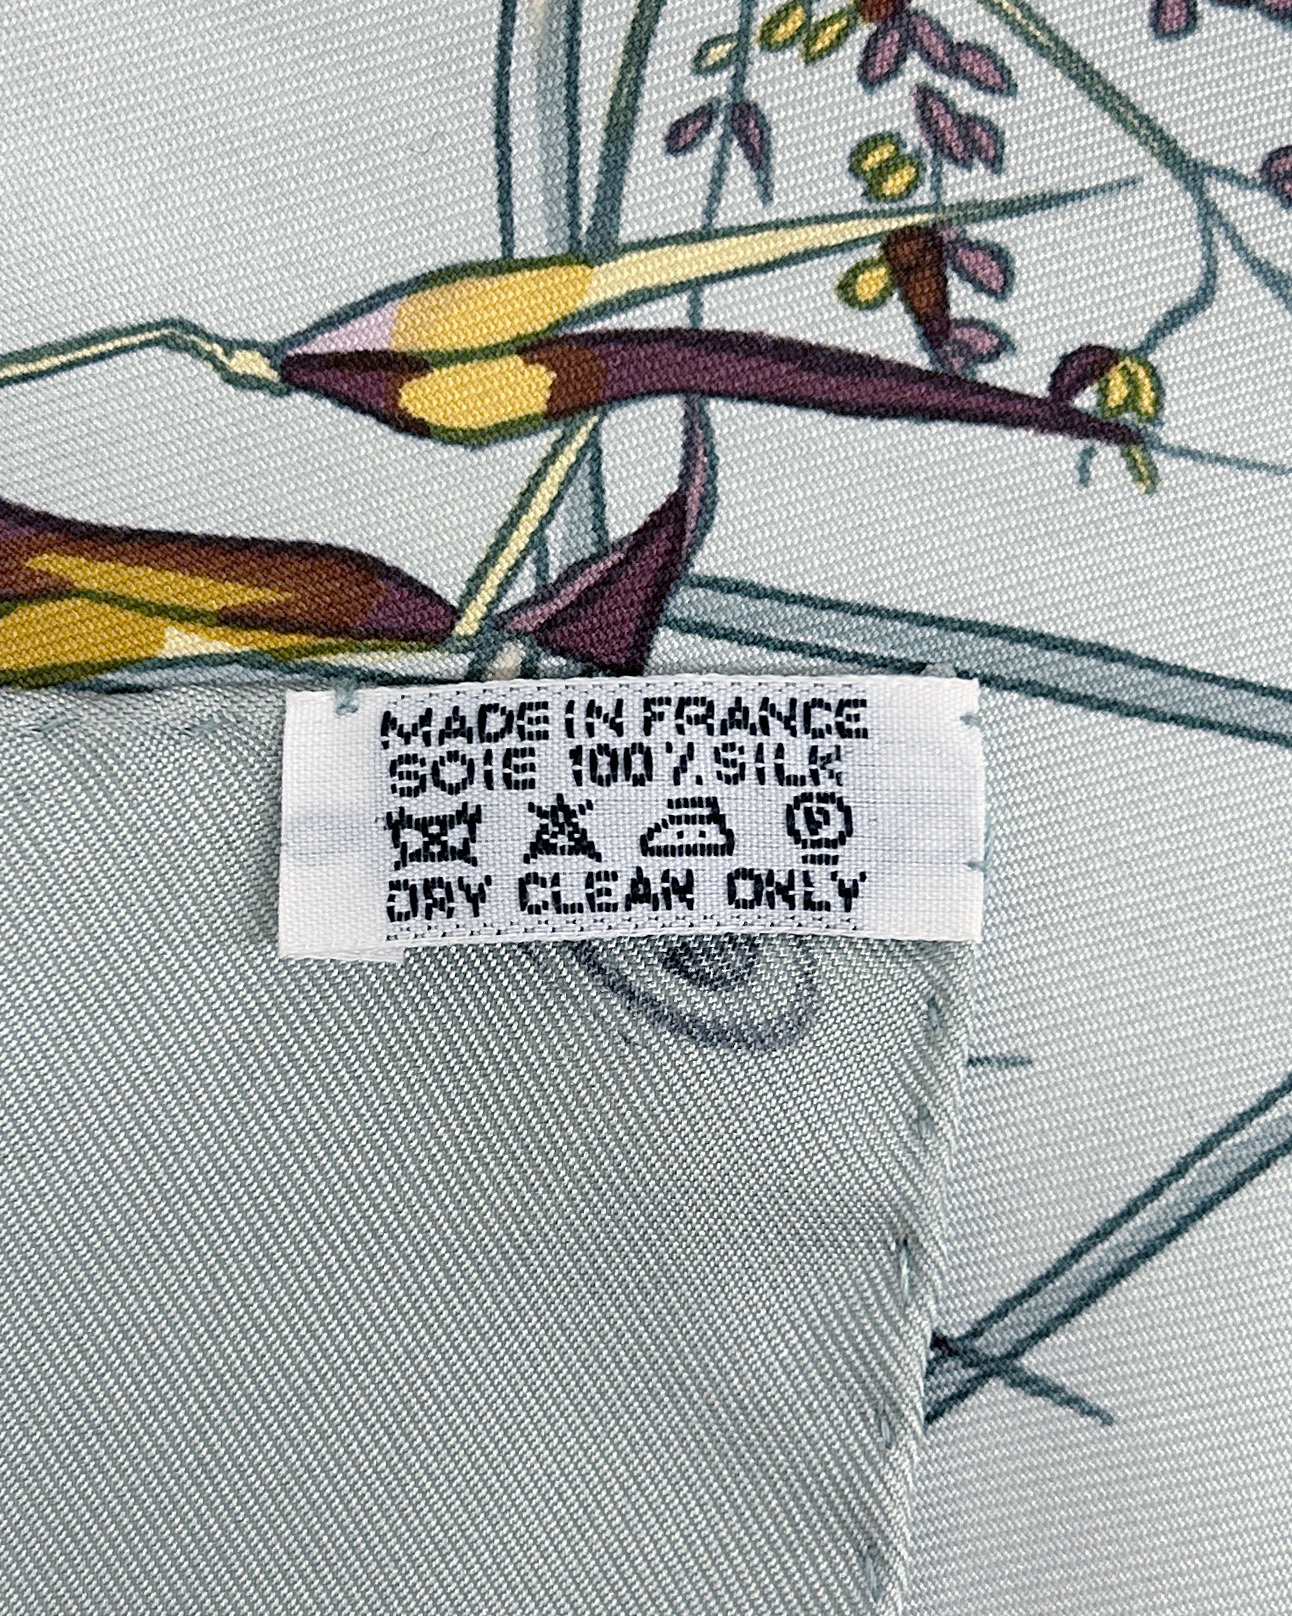 MADE IN FRANCE
SOIE 100% SILK
P
DRY CLEAN ONLY